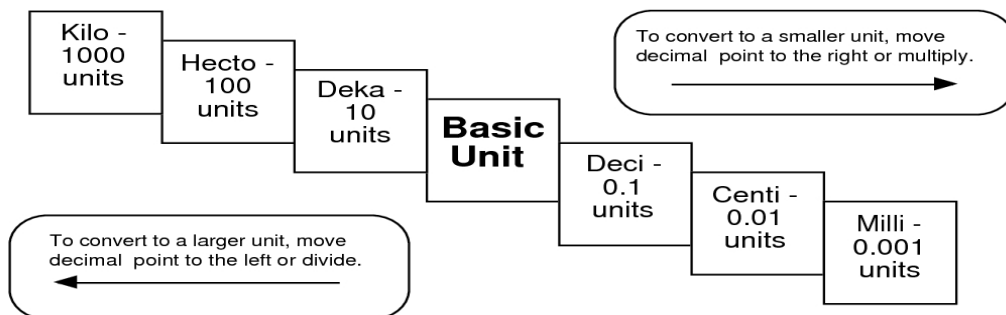 Kilo -
1000
units
Hecto -
100
units
Deka -
10
units
Basic
Unit
Deci -
0.1
units
Centi -
0.01
units
Milli -
0.001
units
To convert to a smaller unit, move
decimal point to the right or multiply.
To convert to a larger unit, move
decimal point to the left or divide.